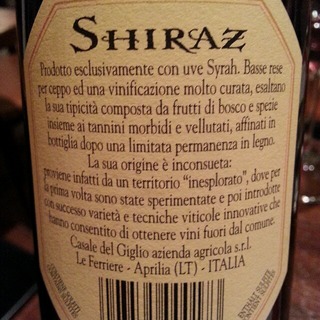 SHIRAZ
Prodotto esclusivamente con uve Syrah. Basse rese
per ceppo ed una vinificazione molto curata, esaltano
la sua tipicità composta da frutti di bosco e spezie
insieme ai tannini morbidi e vellutati, affinati in
bottiglia dopo una limitata permanenza in legno.
La sua origine è inconsueta:
proviene infatti da un territorio "inesplorato", dove per
la prima volta sono state sperimentate e poi introdotte
con successo varietà e tecniche viticole innovative che
hanno consentito di ottenere vini fuori dal comune.
Casale del Giglio azienda agricola s.r.l.
Le Ferriere - Aprilia (LT) - ITALIA